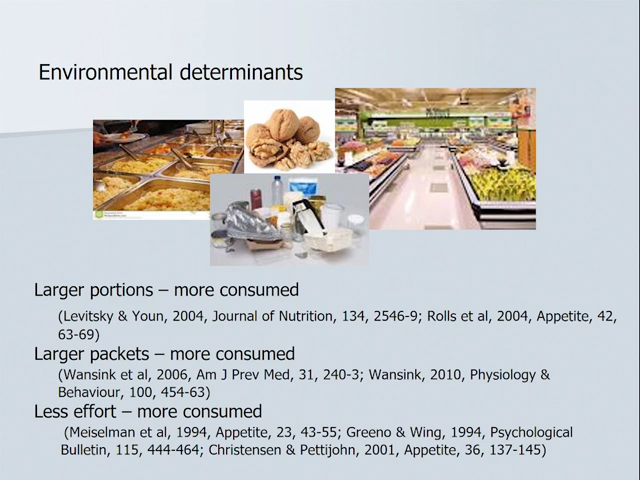 Environmental determinants
Larger portions – more consumed
(Levitsky & Youn, 2004, Journal of Nutrition, 134, 2546-9; Rolls et al, 2004, Appetite, 42,
63-69)
Larger packets – more consumed
(Wansink et al, 2006, Am J Prev Med, 31, 240-3; Wansink, 2010, Physiology &
Behaviour, 100, 454-63)
Less effort – more consumed
(Meiselman et al, 1994, Appetite, 23, 43-55; Greeno & Wing, 1994, Psychological
Bulletin, 115, 444-464; Christensen & Pettijohn, 2001, Appetite, 36, 137-145)